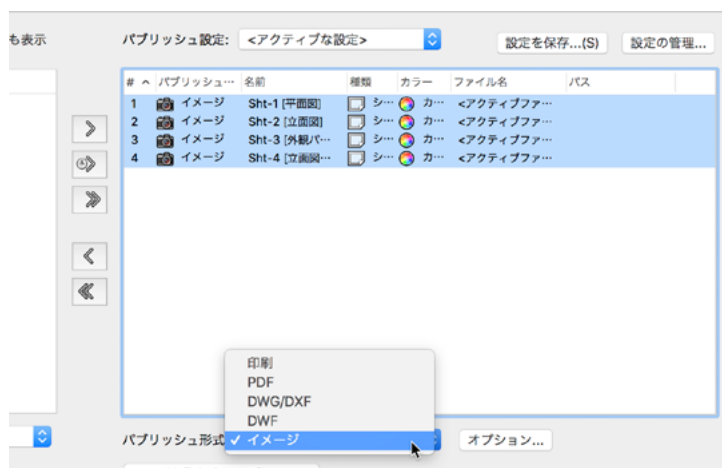 も表示 パブリッシュ設定: <アクティブな設定> 設定を保存...(S) 設定の管理...
# パブリッシュ… 名前 種類 カラー ファイル名 パス
1 イメージ Sht-1 [平面図] シ… カ… <アクティブファ…
2 イメージ Sht-2 [立面図] シ… カ… <アクティブファ…
3 イメージ Sht-3 [外観パ… シ… カ… <アクティブファ…
4 イメージ Sht-4 [立面図… シ… カ… <アクティブファ…
印刷
PDF
DWG/DXF
DWF
パブリッシュ形式 ✓ イメージ オプション...